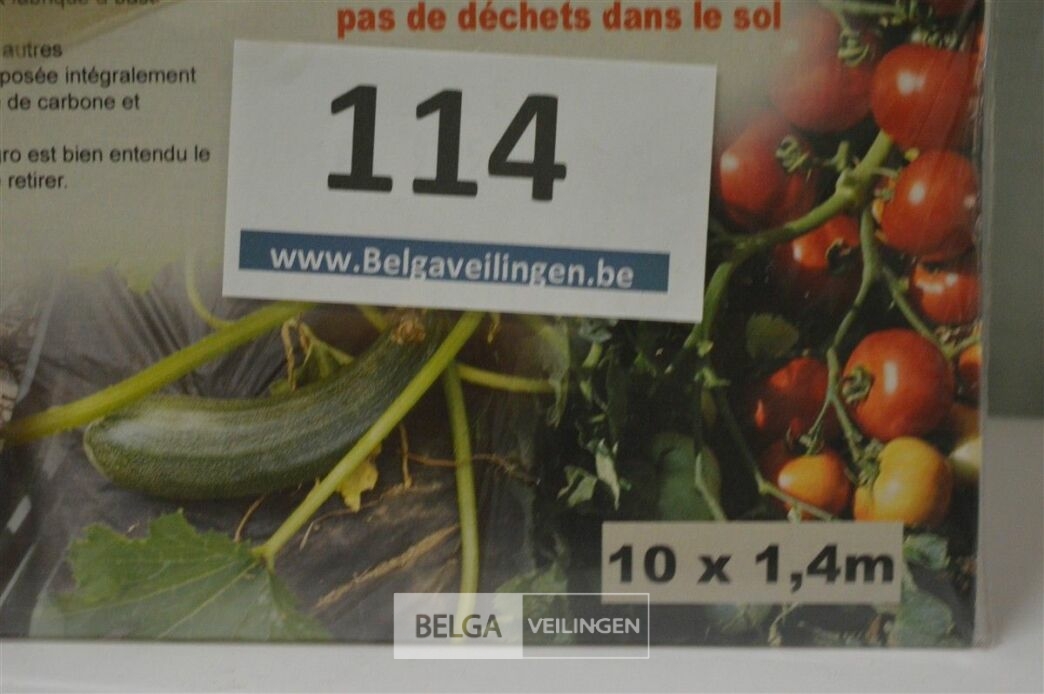 pas de déchets dans le sol
autres
posée intégralement
de carbone et
gro est bien entendu le
retirer.
114
www.Belgaveilingen.be
10 x 1,4m
BELGA VEILINGEN